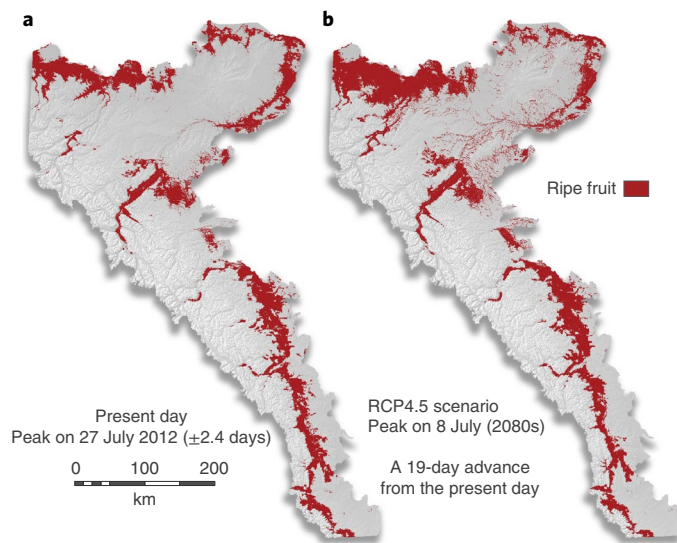 a
b
Ripe fruit
Present day
Peak on 27 July 2012 (±2.4 days)
0 100 200
km
RCP4.5 scenario
Peak on 8 July (2080s)
A 19-day advance
from the present day